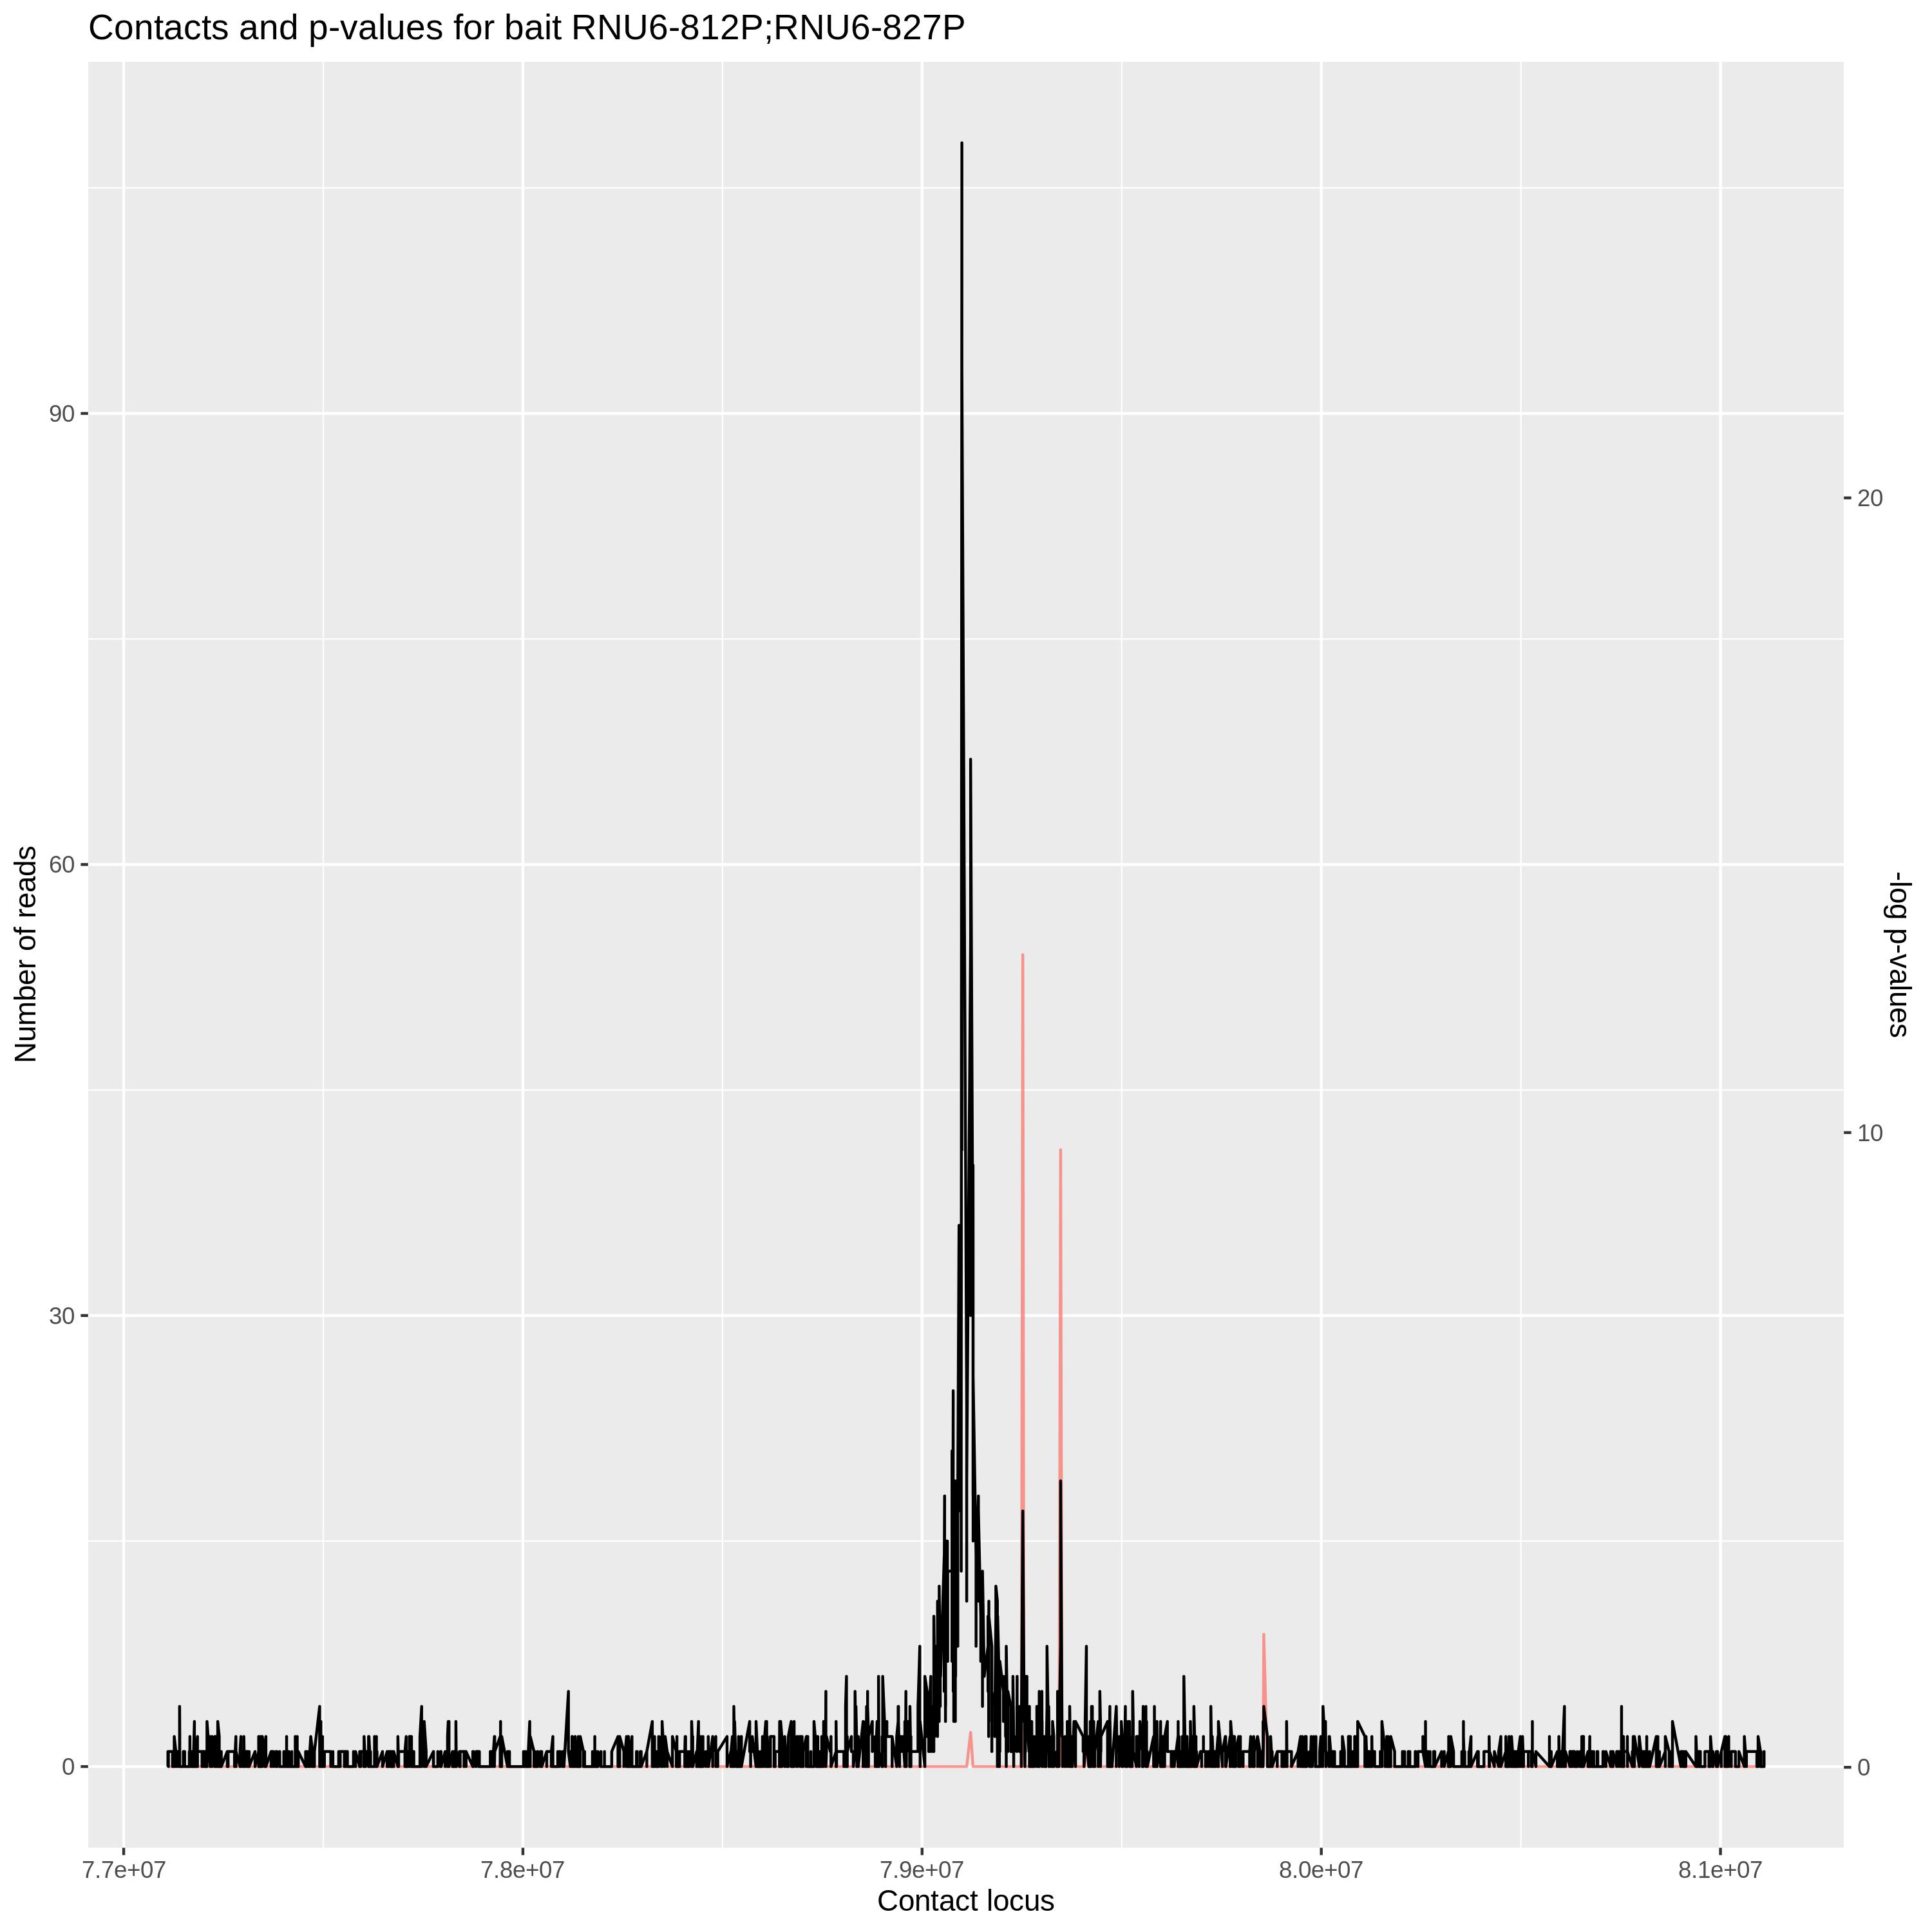 Contacts and p-values for bait RNU6-812P;RNU6-827P
Number of reads
90
60
30
0
20
10
0
-log p-values
7.7e+07 7.8e+07 7.9e+07 8.0e+07 8.1e+07
Contact locus